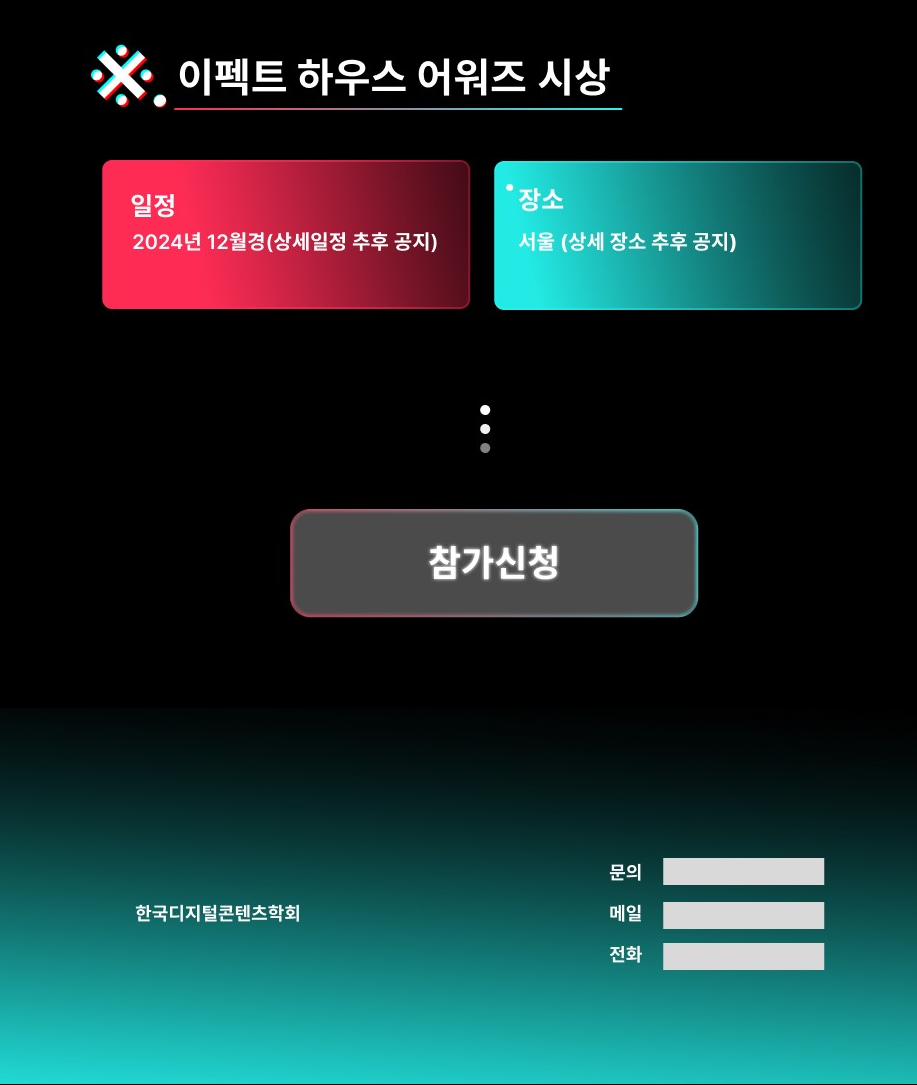 이펙트 하우스 어워즈 시상
일정
2024년 12월경(상세일정 추후 공지)
장소
서울 (상세 장소 추후 공지)
참가신청
한국디지털콘텐츠학회
문의
메일
전화